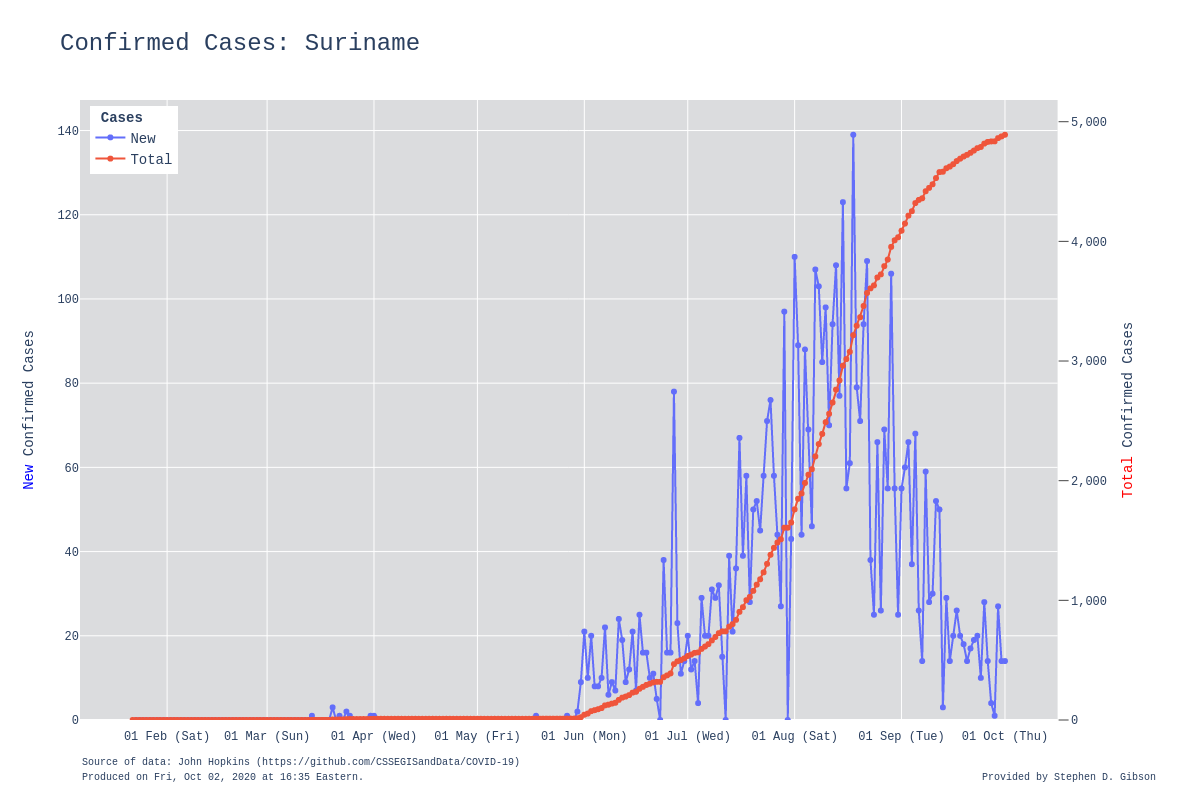 Confirmed Cases: Suriname
Cases
New
Total
140
120
100
80
60
40
20
0
5,000
4,000
3,000
2,000
1,000
0
New Confirmed Cases
Total Confirmed Cases
01 Feb (Sat) 01 Mar (Sun) 01 Apr (Wed) 01 May (Fri) 01 Jun (Mon) 01 Jul (Wed) 01 Aug (Sat) 01 Sep (Tue) 01 Oct (Thu)
Source of data: John Hopkins (https://github.com/CSSEGISandData/COVID-19)
Produced on Fri, Oct 02, 2020 at 16:35 Eastern.
Provided by Stephen D. Gibson